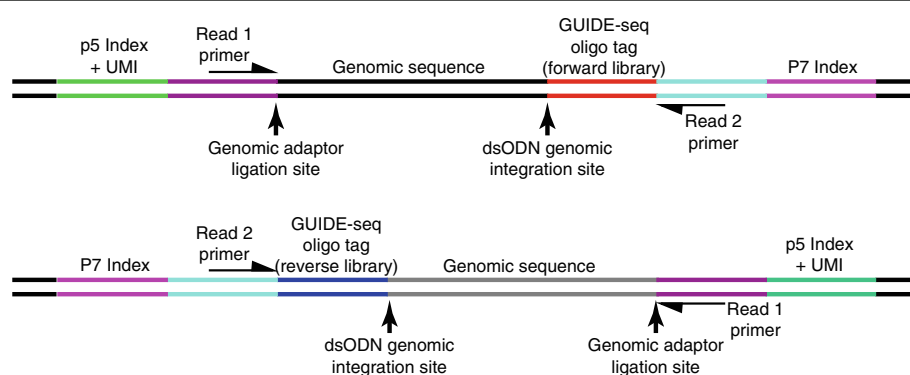 p5 Index
+ UMI
Read 1
primer
Genomic sequence
GUIDE-seq
oligo tag
(forward library)
P7 Index
Genomic adaptor
ligation site
dsODN genomic
integration site
Read 2
primer
P7 Index
Read 2
primer
GUIDE-seq
oligo tag
(reverse library)
Genomic sequence
p5 Index
+ UMI
dsODN genomic
integration site
Genomic adaptor
ligation site
Read 1
primer